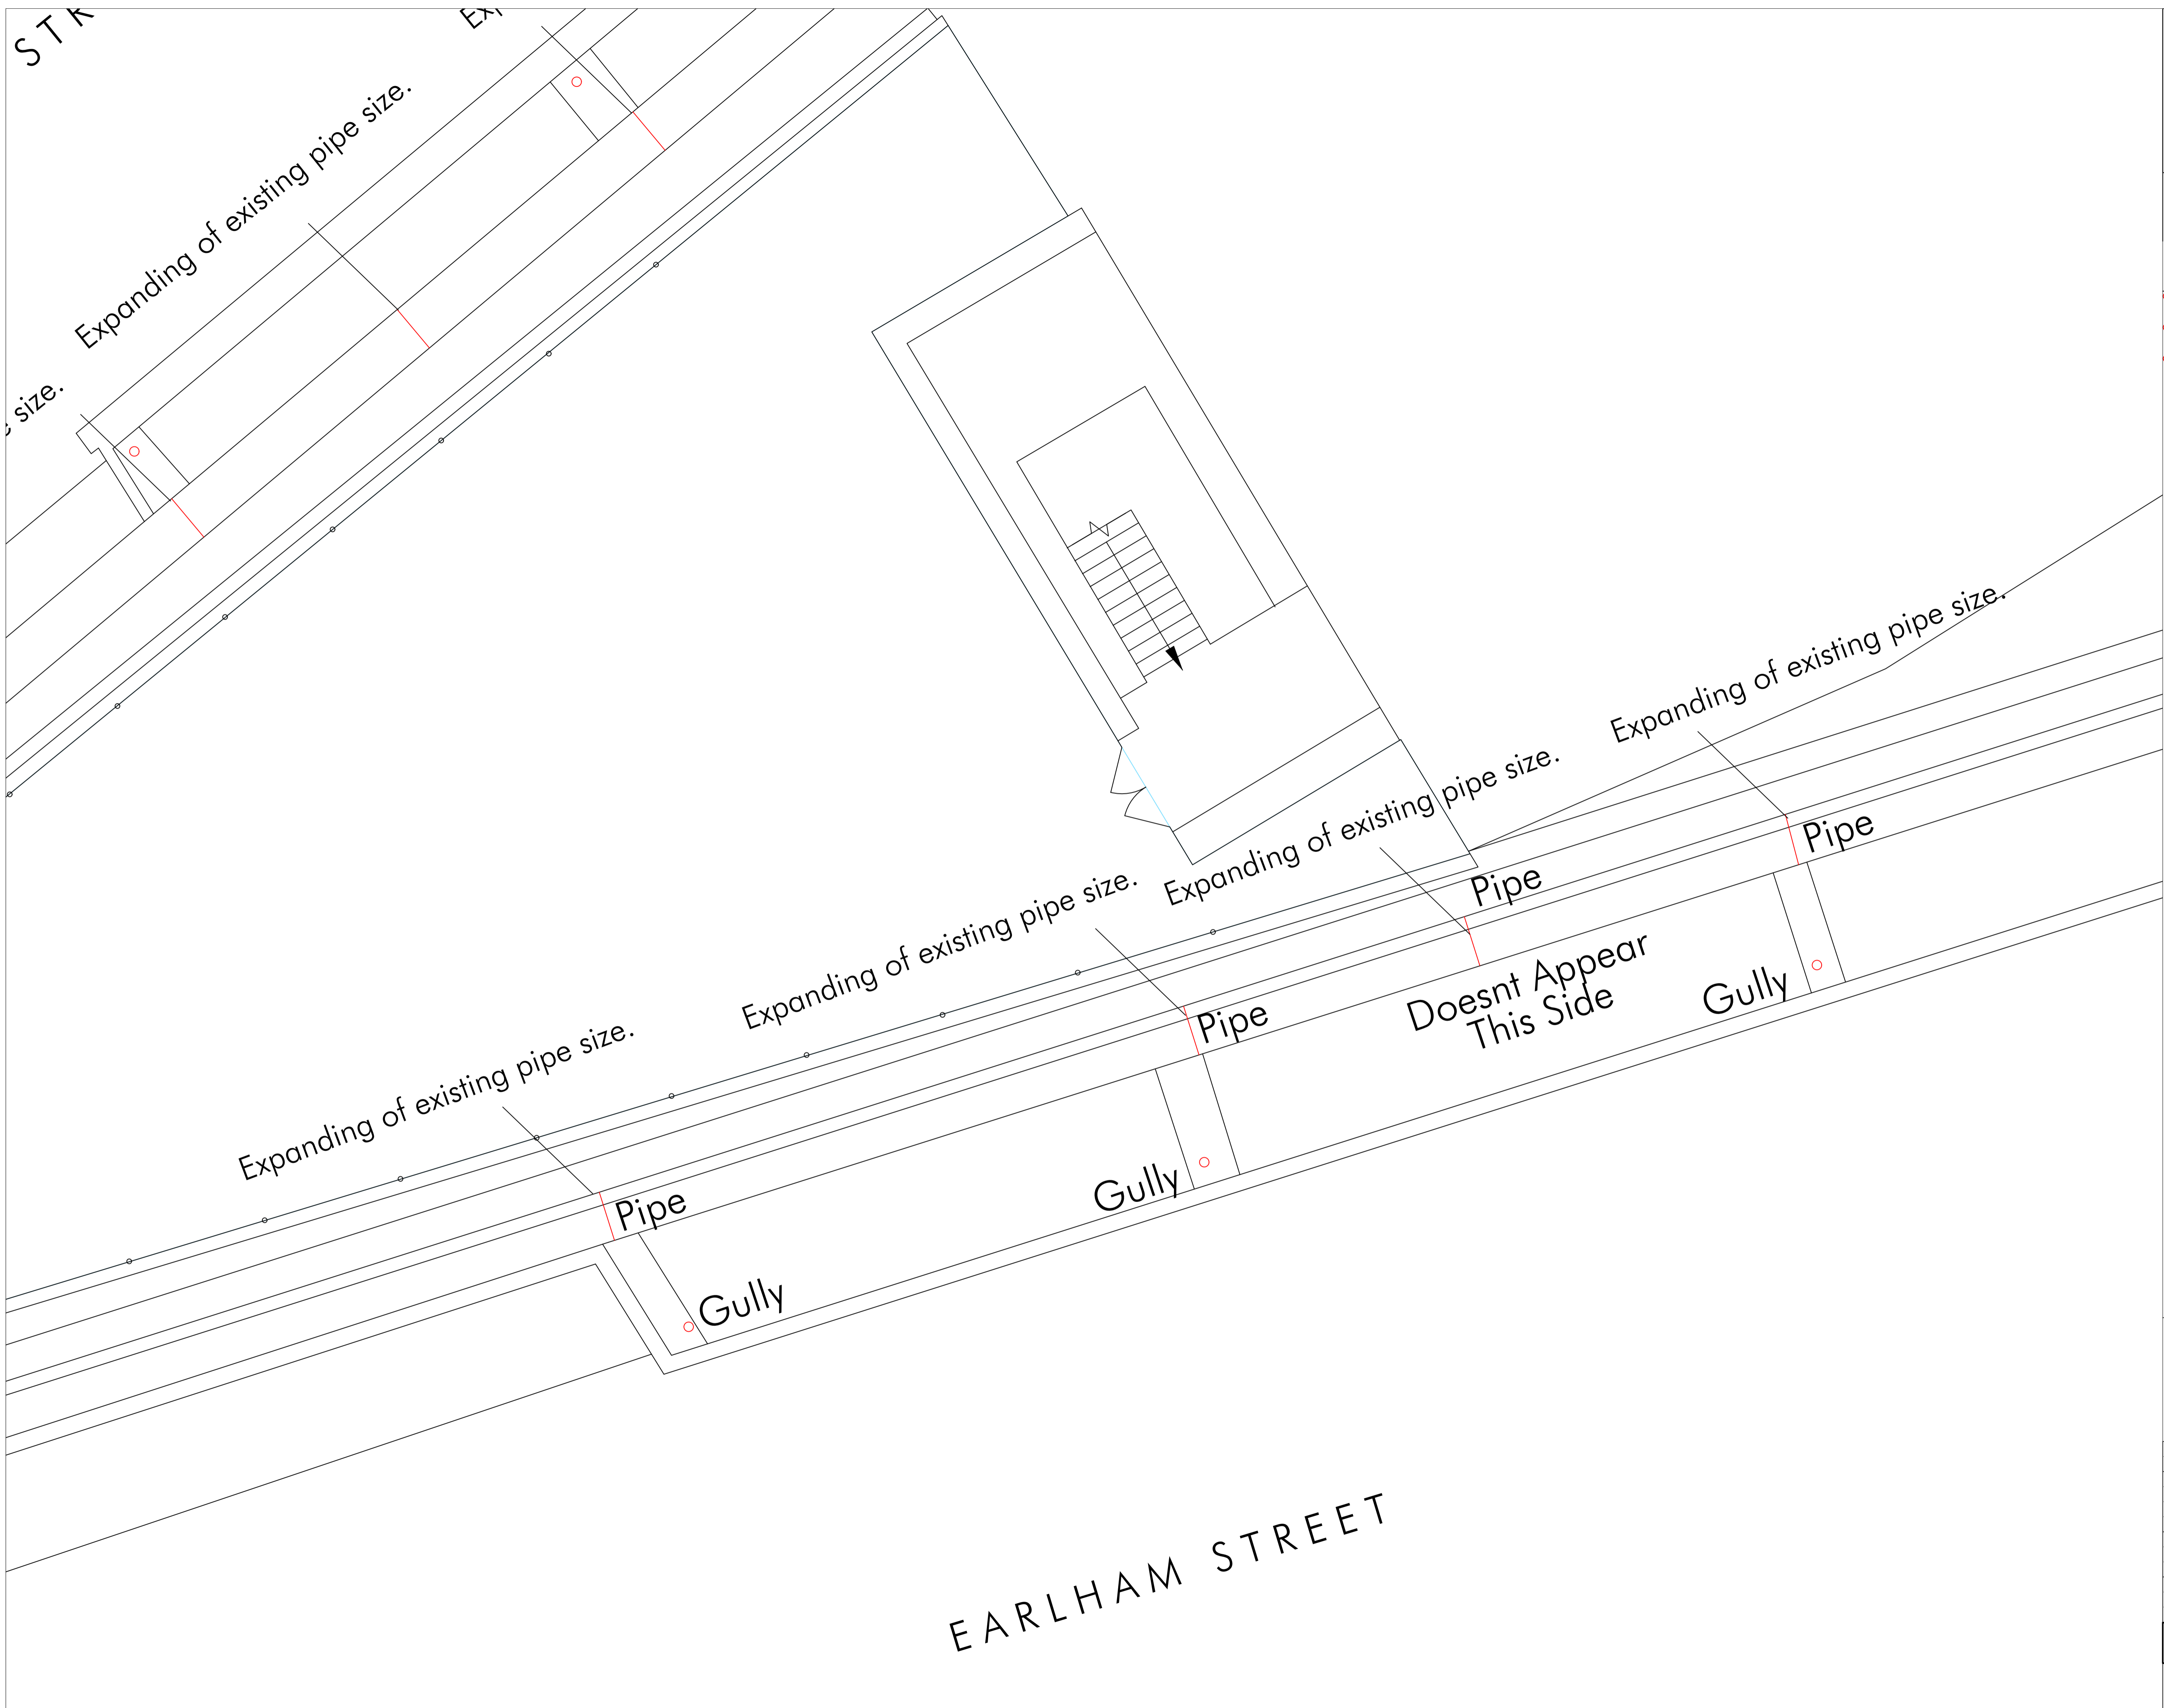 Expanding of existing pipe size.
size.
Expanding of existing pipe size.
Pipe
Expanding of existing pipe size.
Pipe
Expanding of existing pipe size.
Pipe
Doesnt Appear
This Side
Gully
Gully
Expanding of existing pipe size.
Pipe
Gully
EARLHAM STREET